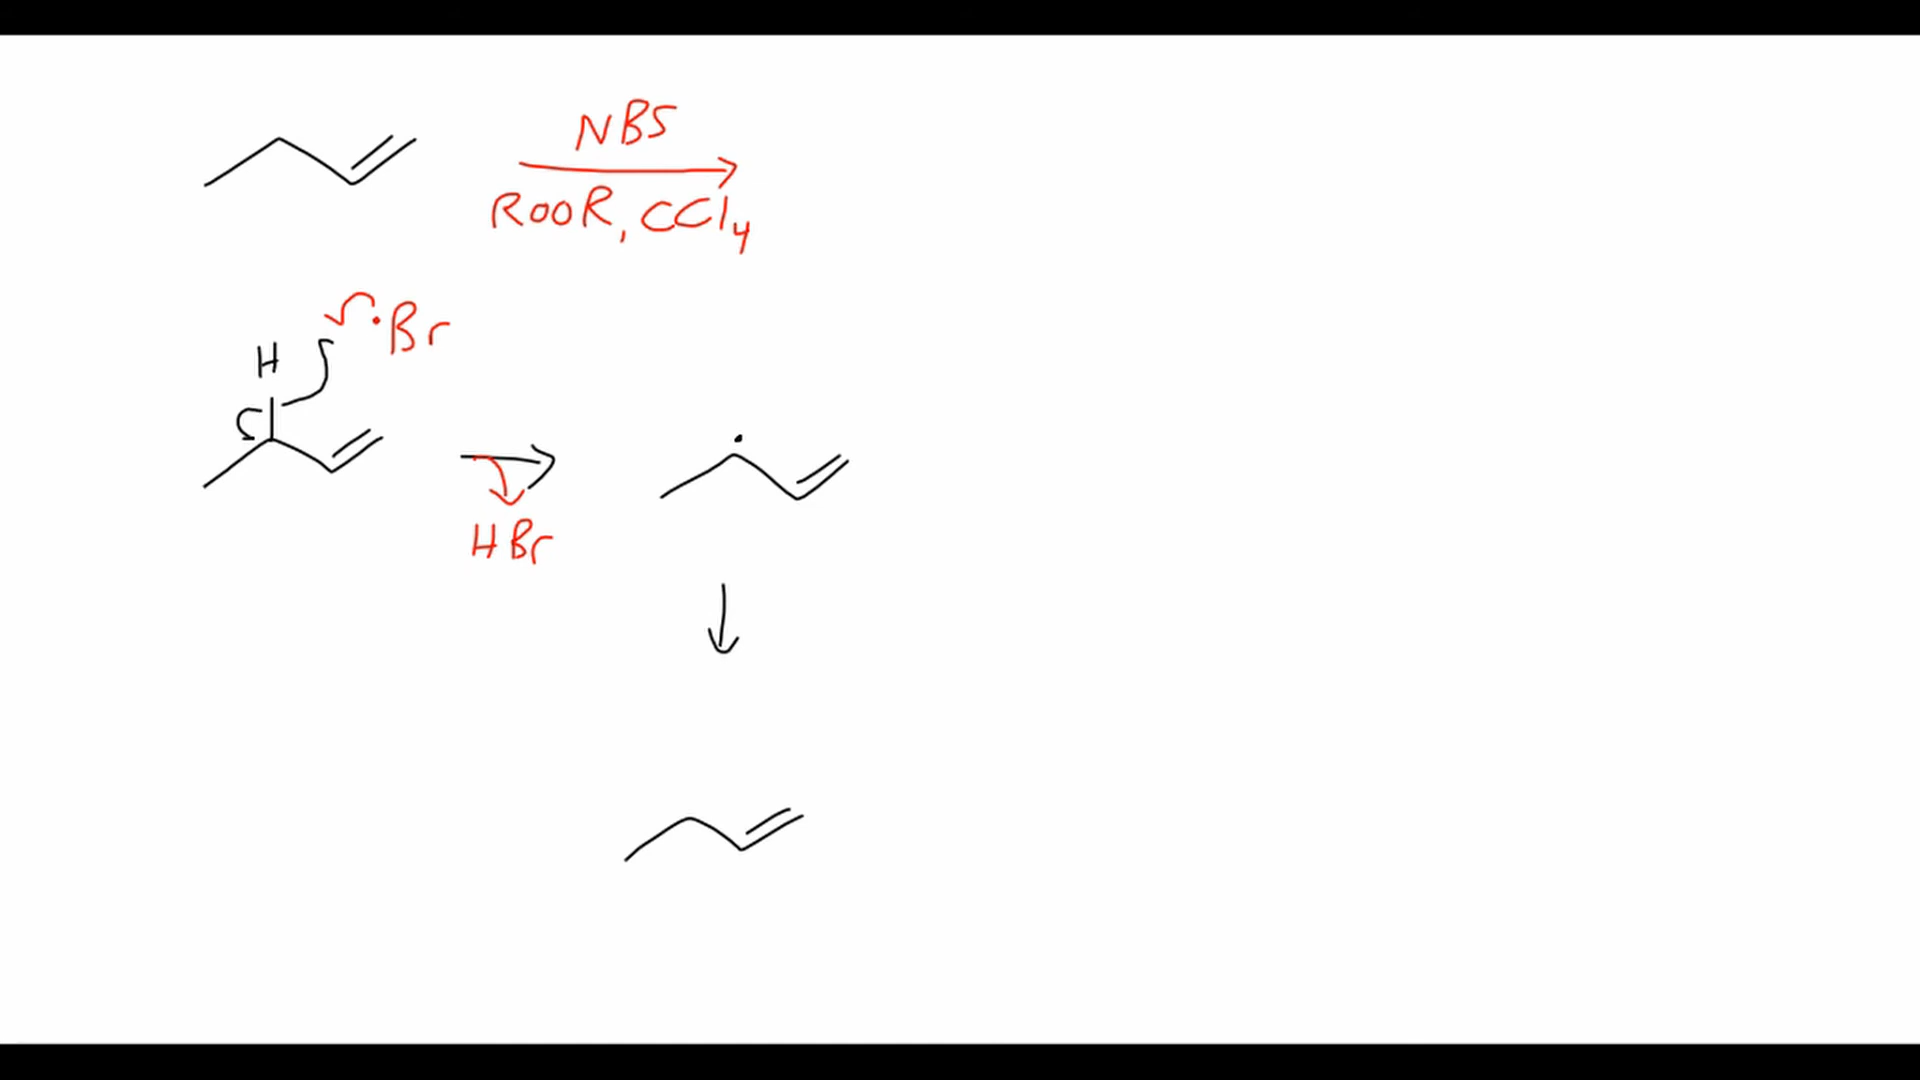 NBS
ROOR, CCl₄
·Br
H
HBr